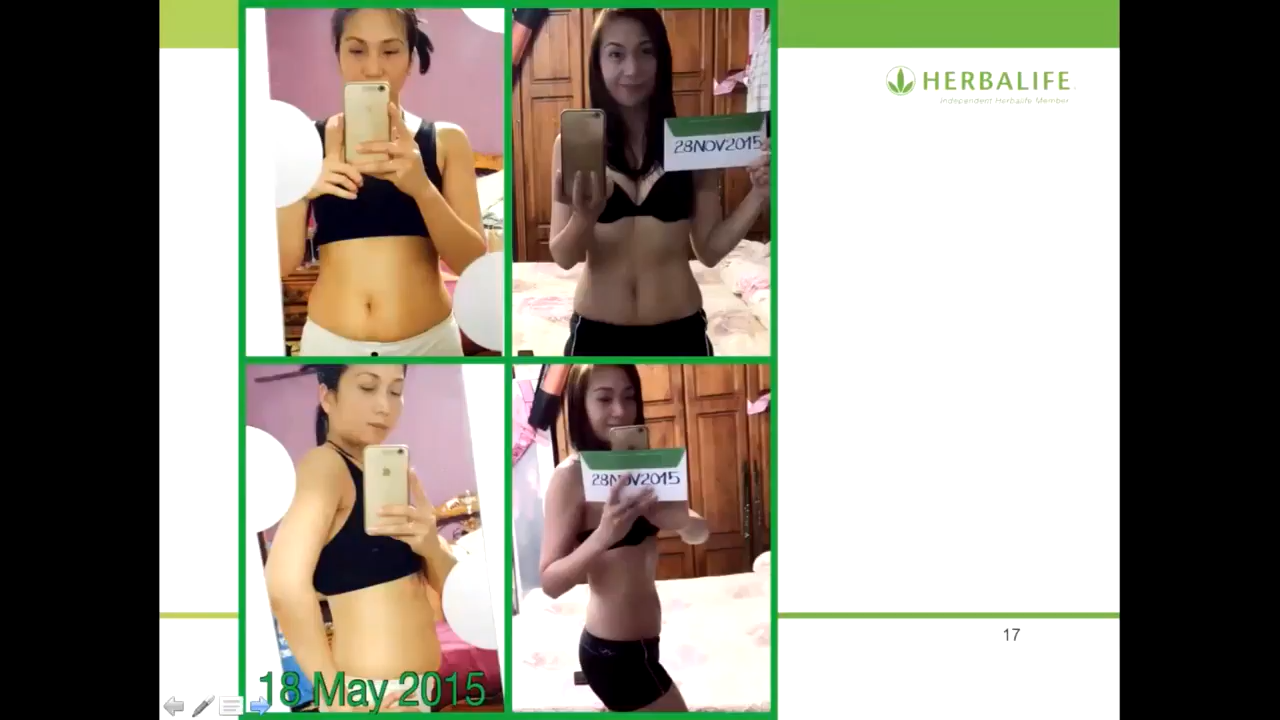 28NOV2015
HERBALIFE
Independent Herbalife Member
28NOV2015
18 May 2015
17